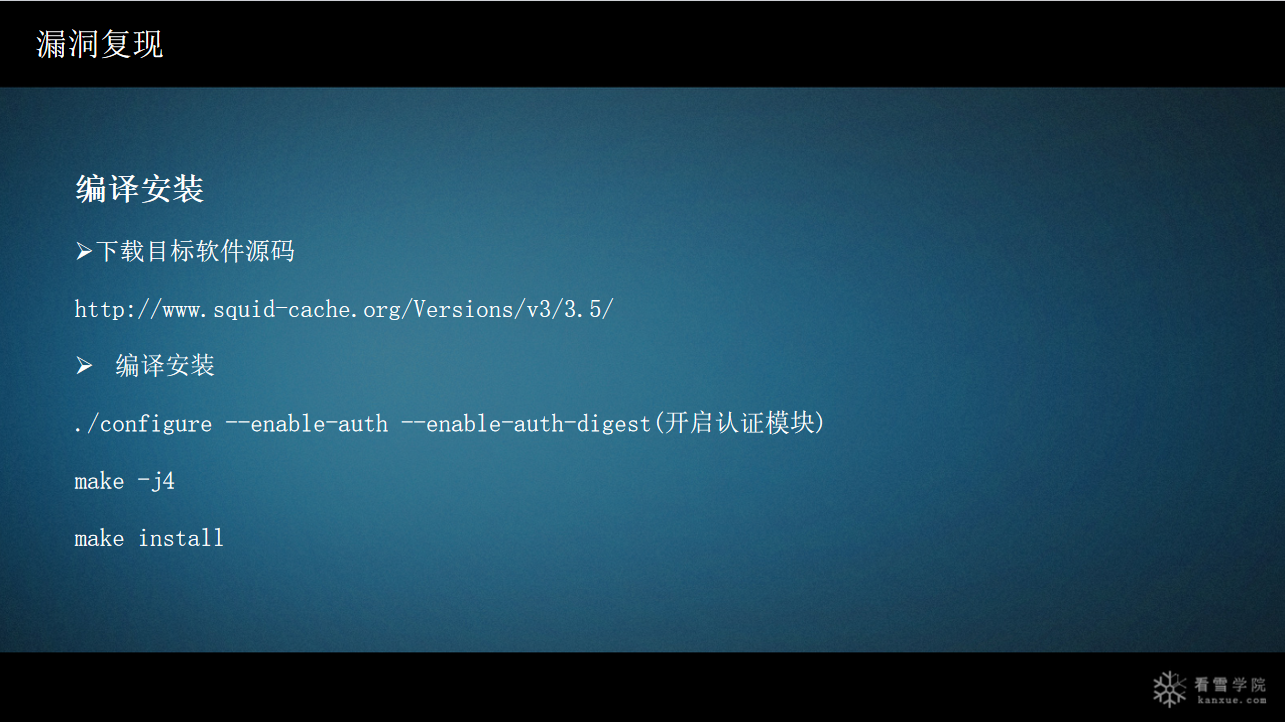 漏洞复现
编译安装
➢下载目标软件源码
http://www.squid-cache.org/Versions/v3/3.5/
➢ 编译安装
./configure --enable-auth --enable-auth-digest(开启认证模块)
make -j4
make install
看雪学院
kanxue.com